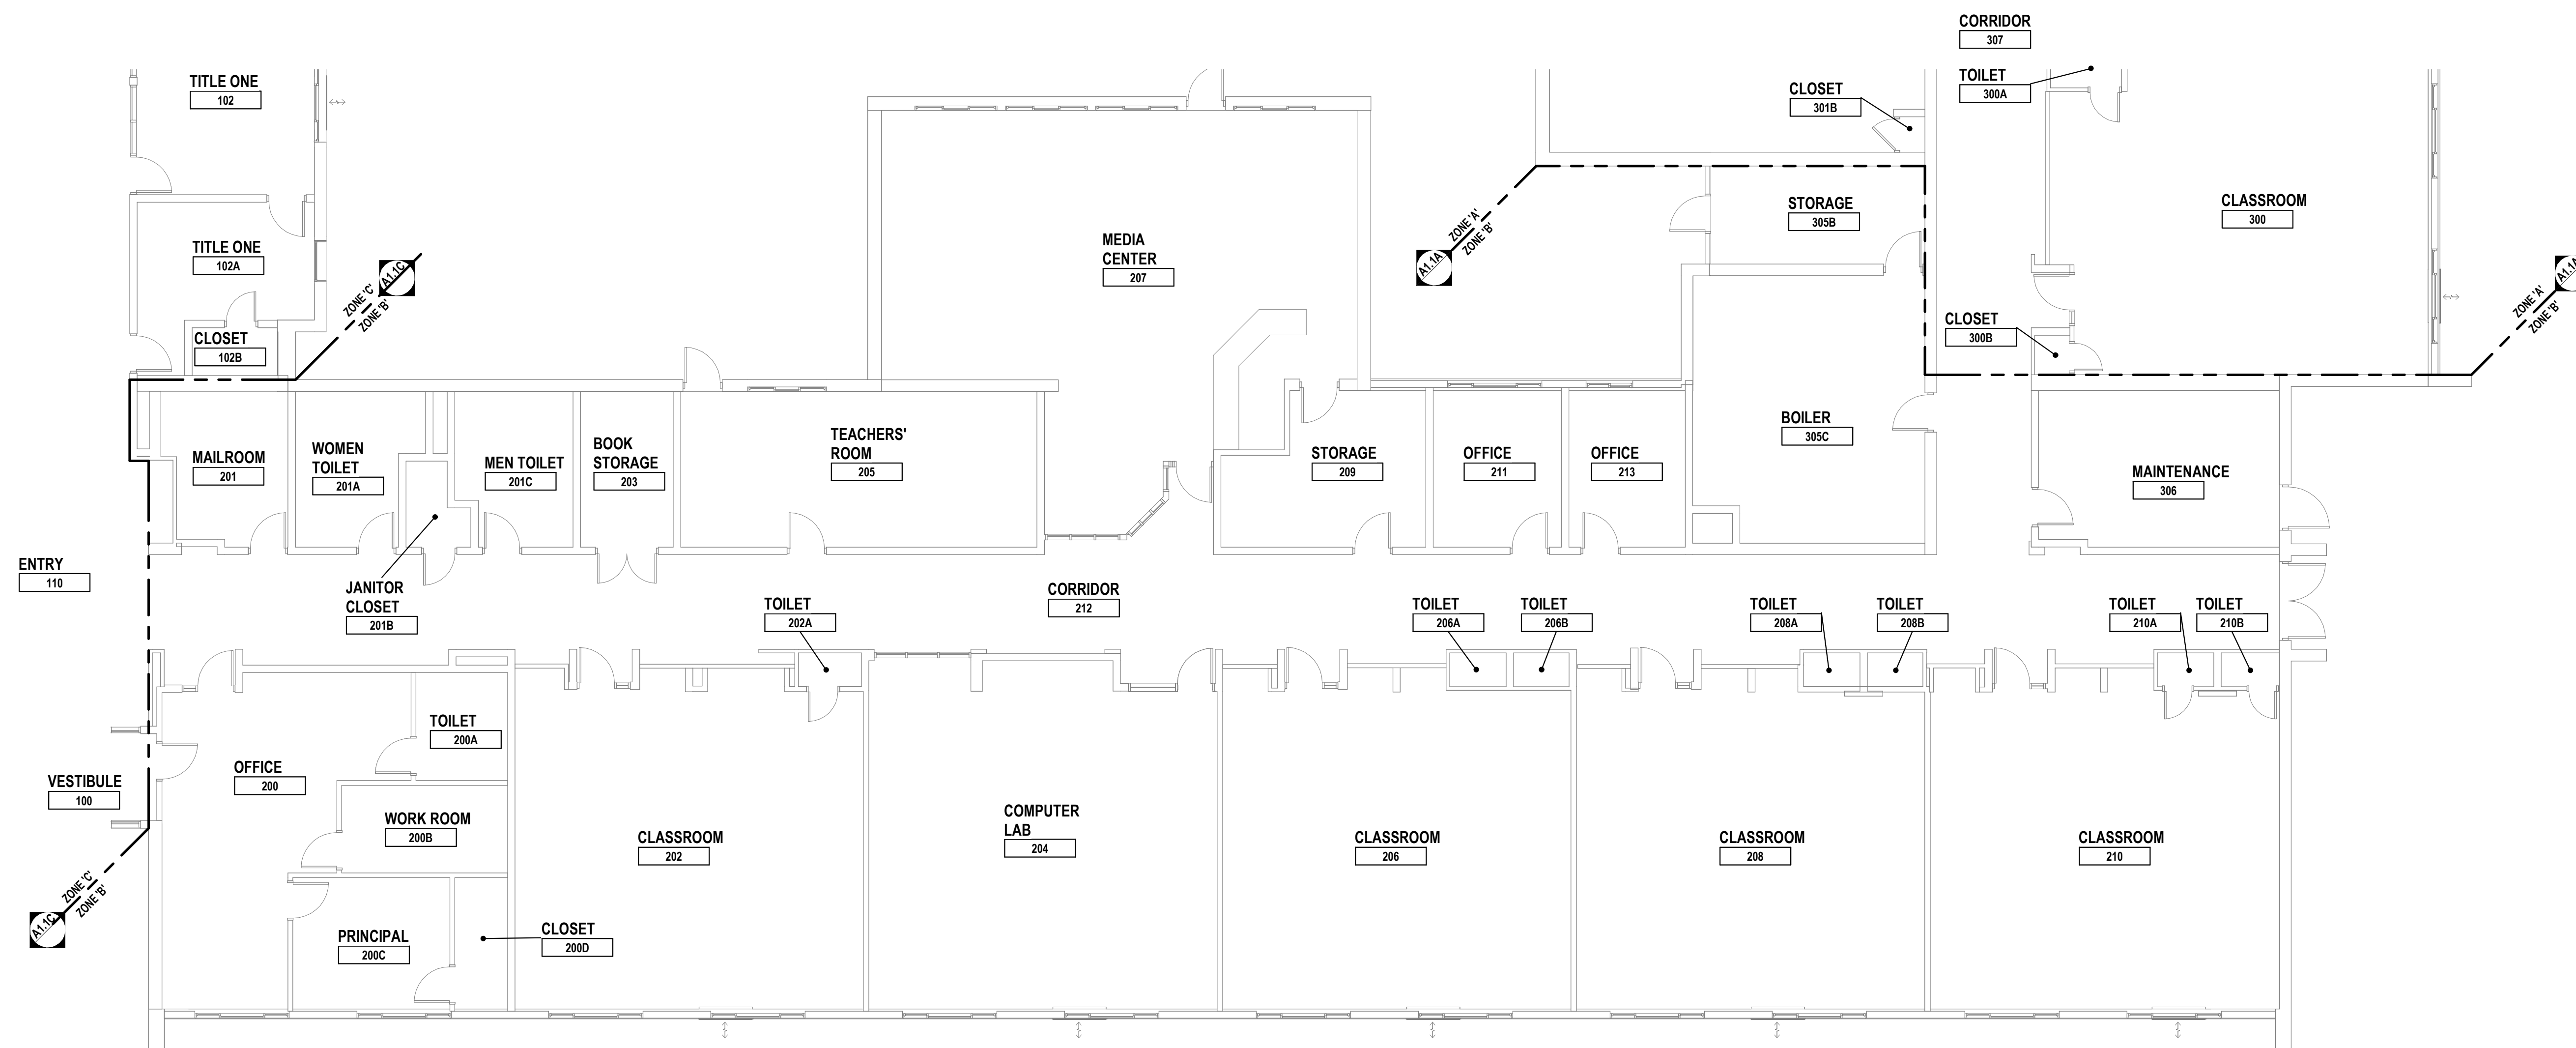 CORRIDOR
307
TITLE ONE
102
TOILET
300A
CLOSET
301B
STORAGE
305B
CLASSROOM
300
TITLE ONE
102A
MEDIA
CENTER
207
ZONE 'A'
ZONE 'B'
A1.1A
ZONE 'C'
ZONE 'B'
A1.1C
ZONE 'A'
ZONE 'B'
A1.1A
CLOSET
102B
CLOSET
300B
MAILROOM
201
WOMEN
TOILET
201A
MEN TOILET
201C
BOOK
STORAGE
203
TEACHERS'
ROOM
205
STORAGE
209
OFFICE
211
OFFICE
213
BOILER
305C
MAINTENANCE
306
ENTRY
110
JANITOR
CLOSET
201B
TOILET
202A
CORRIDOR
212
TOILET
206A
TOILET
206B
TOILET
208A
TOILET
208B
TOILET
210A
TOILET
210B
VESTIBULE
100
OFFICE
200
TOILET
200A
WORK ROOM
200B
CLASSROOM
202
COMPUTER
LAB
204
CLASSROOM
206
CLASSROOM
208
CLASSROOM
210
ZONE 'C'
ZONE 'B'
A1.1C
PRINCIPAL
200C
CLOSET
200D